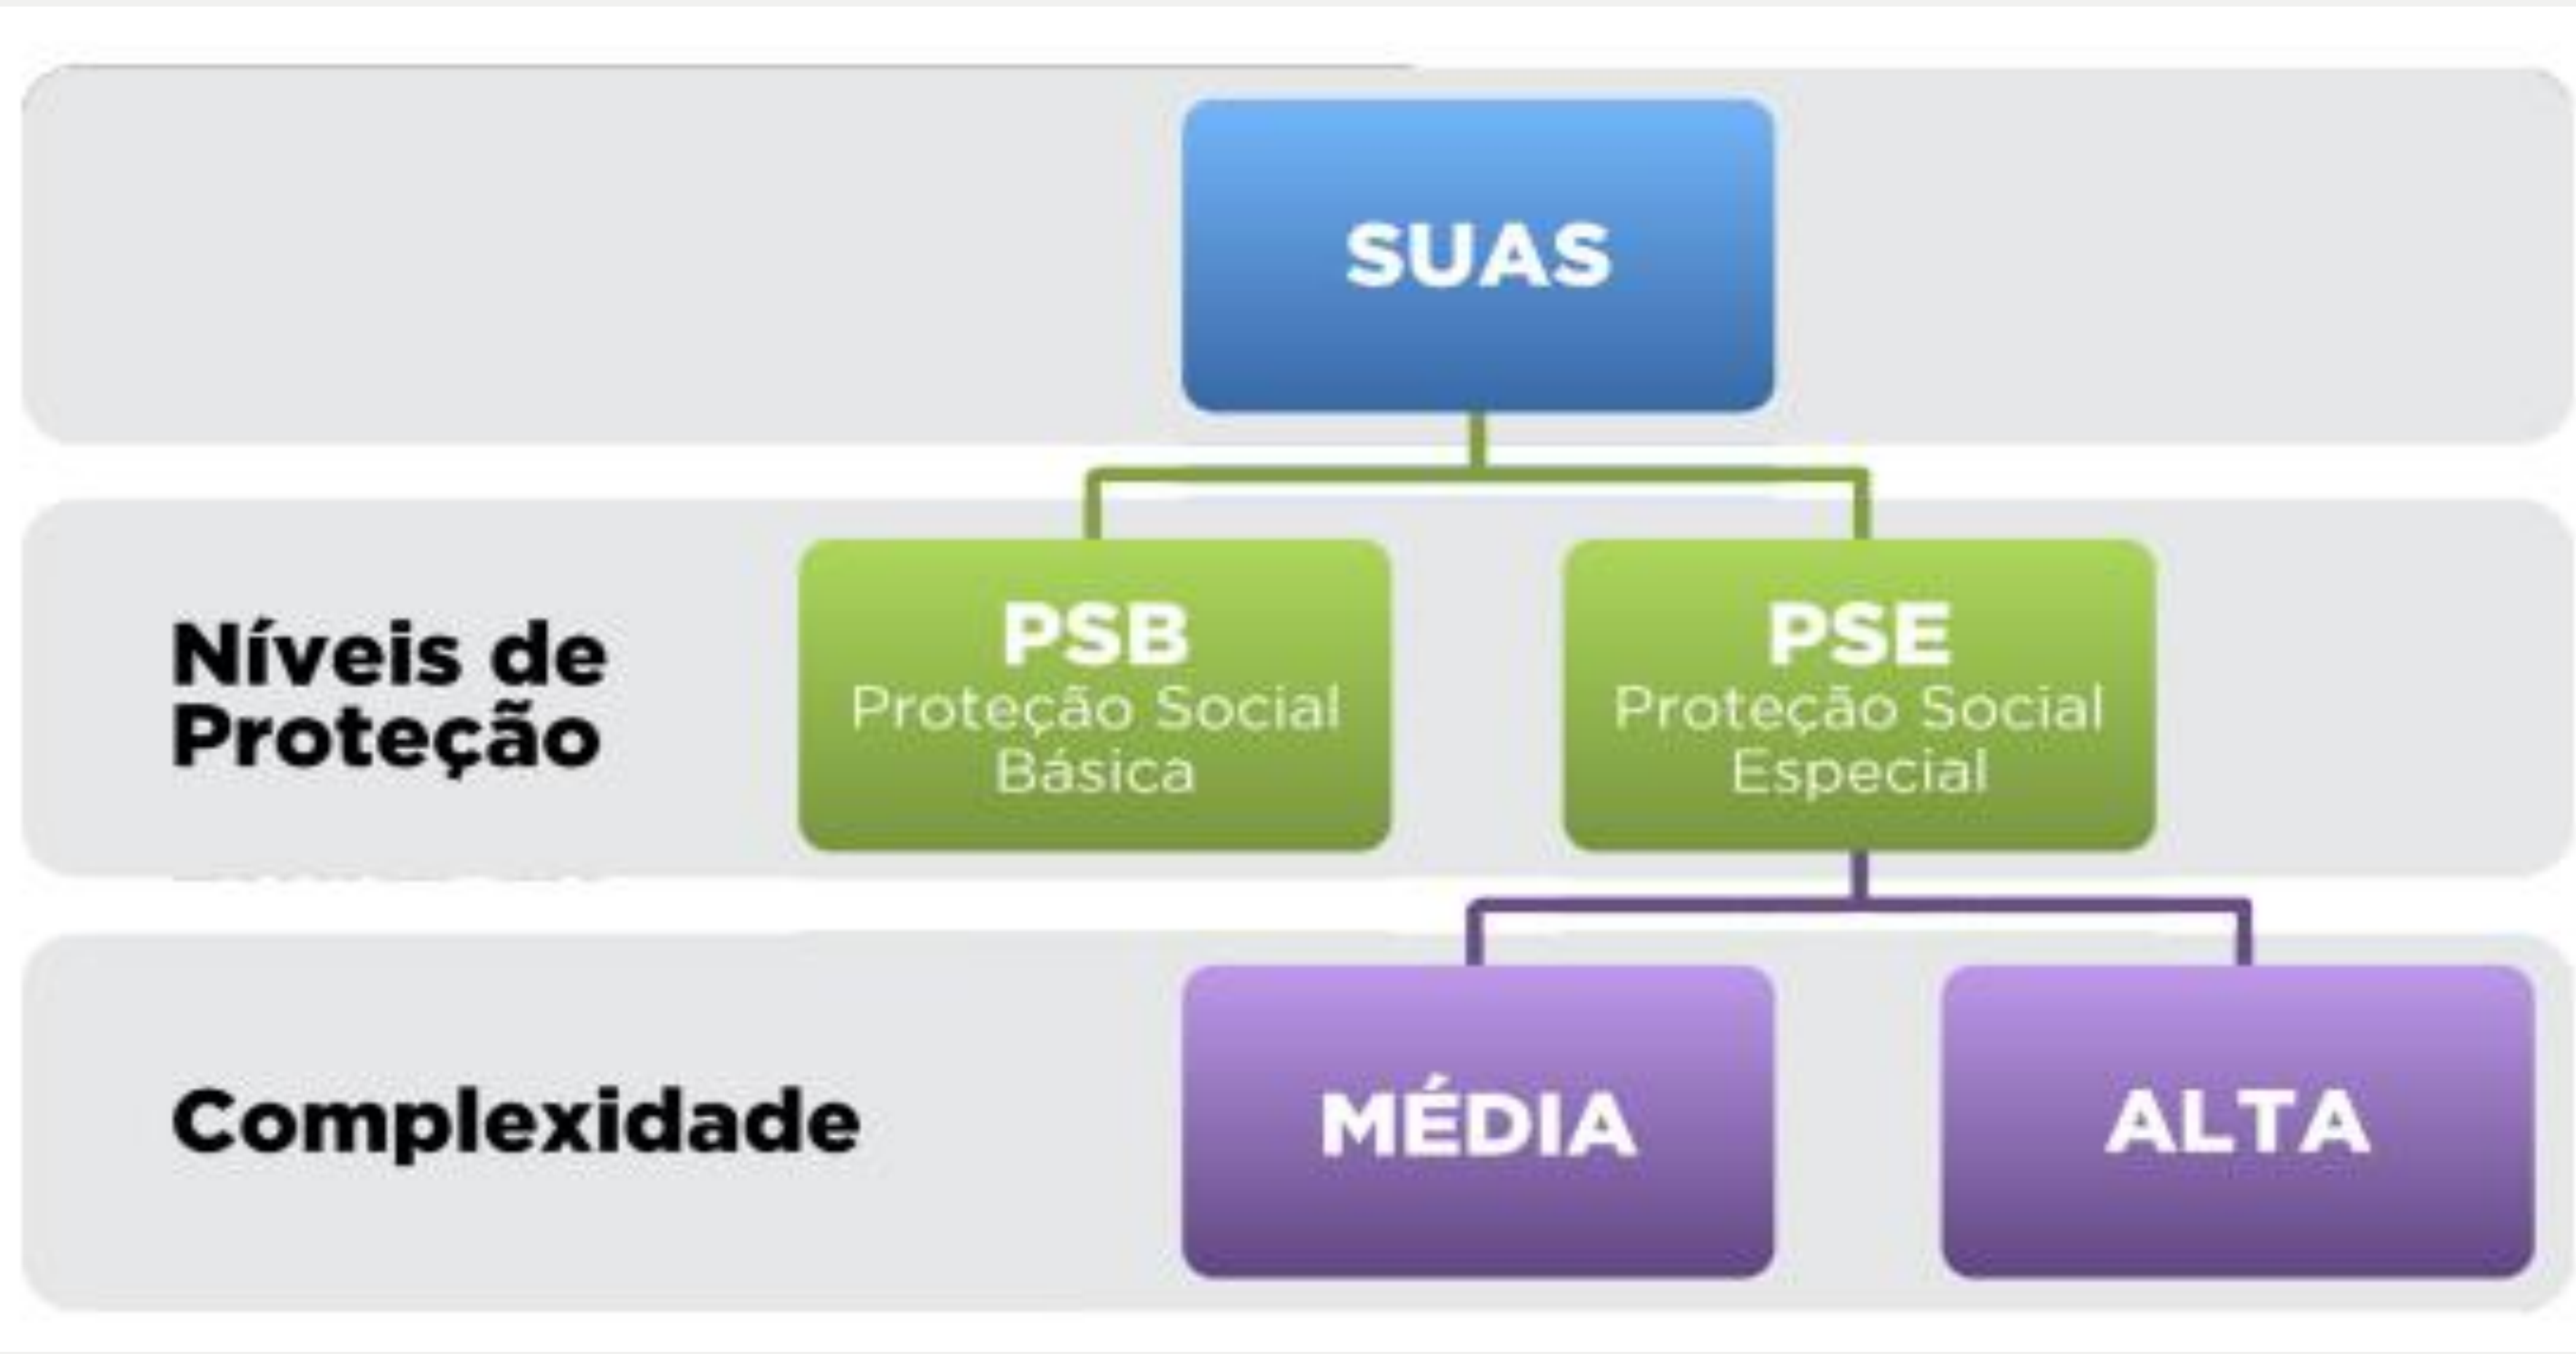 SUAS
Níveis de
Proteção
PSB
Proteção Social
Básica
PSE
Proteção Social
Especial
Complexidade
MÉDIA
ALTA